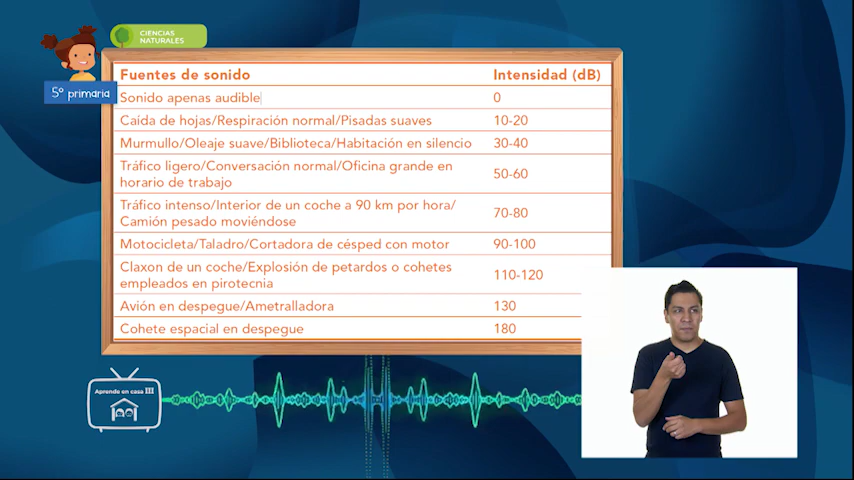 CIENCIAS
NATURALES
5° primaria
Fuentes de sonido Intensidad (dB)
Sonido apenas audible 0
Caída de hojas/Respiración normal/Pisadas suaves 10-20
Murmullo/Oleaje suave/Biblioteca/Habitación en silencio 30-40
Tráfico ligero/Conversación normal/Oficina grande en
horario de trabajo 50-60
Tráfico intenso/Interior de un coche a 90 km por hora/
Camión pesado moviéndose 70-80
Motocicleta/Taladro/Cortadora de césped con motor 90-100
Claxon de un coche/Explosión de petardos o cohetes
empleados en pirotecnia 110-120
Avión en despegue/Ametralladora 130
Cohete espacial en despegue 180
Aprende en casa III